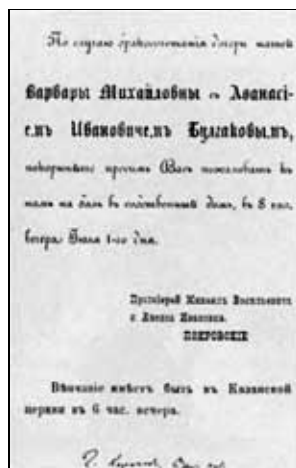 По случаю бракосочетанія дочери нашей
Варвары Михайловны съ Аѳанасі-
емъ Ивановичемъ Булгаковымъ,
покорнѣйше просимъ Васъ пожаловать къ
намъ на балъ въ собственный домъ, въ 8 час.
вечера Іюля 1-го дня.
Протоіерей Михаилъ Васильевичъ
и Анфиса Ивановна
ПОКРОВСКІЕ
Вѣнчаніе имѣетъ быть въ Казанской
церкви въ 6 час. вечера.